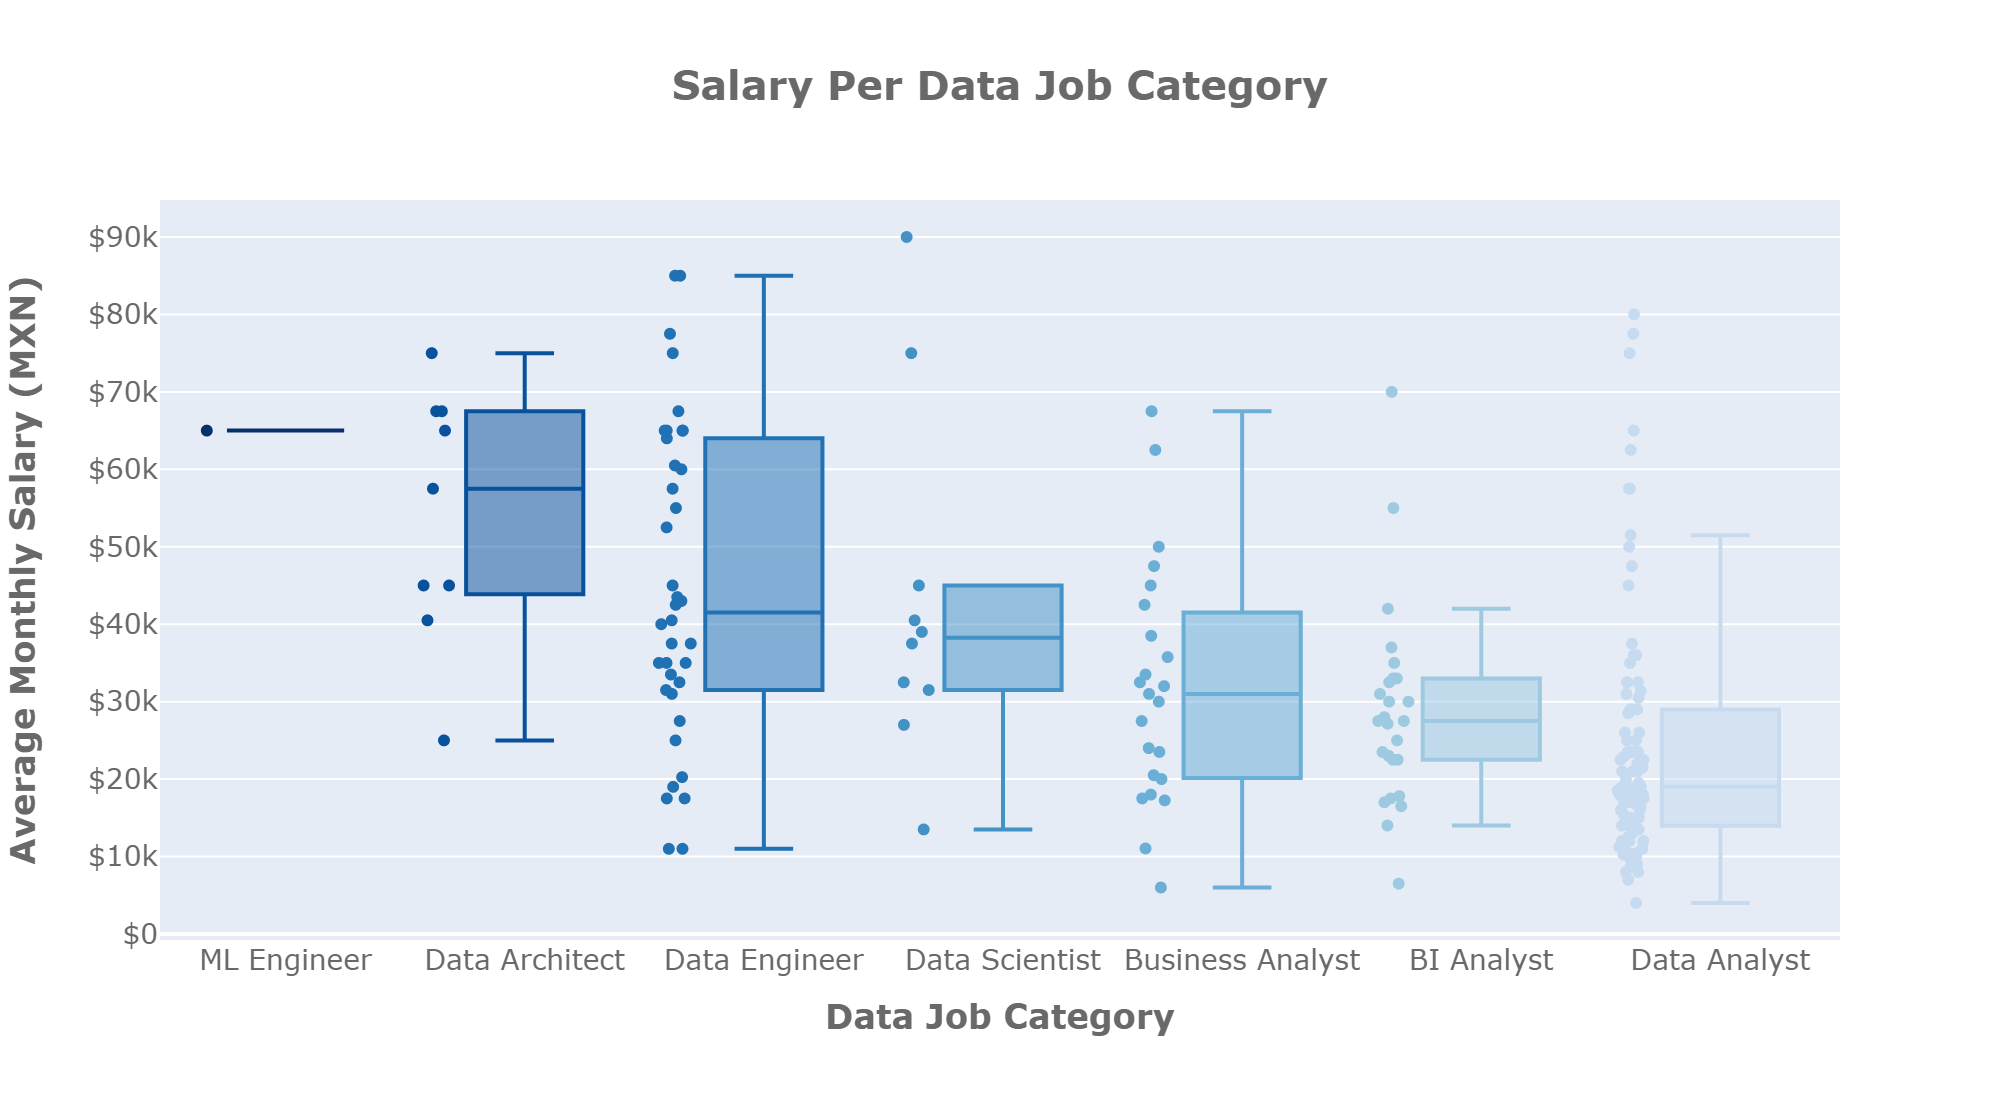 Salary Per Data Job Category
Average Monthly Salary (MXN)
$90k
$80k
$70k
$60k
$50k
$40k
$30k
$20k
$10k
$0
ML Engineer
Data Architect
Data Engineer
Data Scientist
Business Analyst
BI Analyst
Data Analyst
Data Job Category